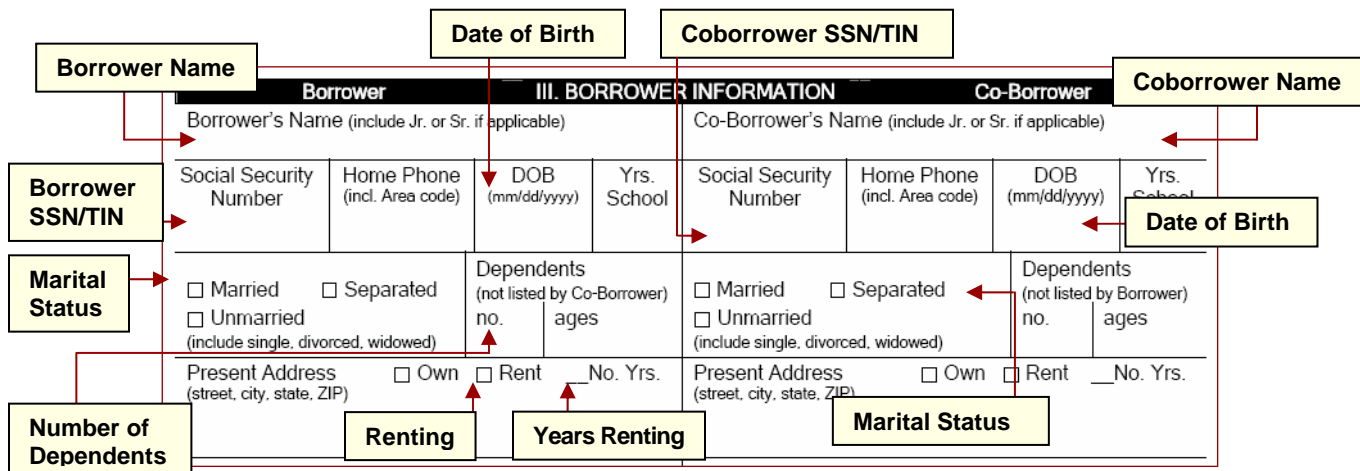 Date of Birth
Coborrower SSN/TIN
Borrower Name
Coborrower Name
Borrower III. BORROWER INFORMATION Co-Borrower
Borrower's Name (include Jr. or Sr. if applicable) Co-Borrower's Name (include Jr. or Sr. if applicable)
Borrower
SSN/TIN
Social Security Home Phone DOB Yrs. Social Security Home Phone DOB Yrs.
Number (incl. Area code) (mm/dd/yyyy) School Number (incl. Area code) (mm/dd/yyyy) School
Date of Birth
Marital
Status
Dependents Dependents
☐ Married ☐ Separated (not listed by Co-Borrower) ☐ Married ☐ Separated (not listed by Borrower)
☐ Unmarried no. ages ☐ Unmarried no. ages
(include single, divorced, widowed) (include single, divorced, widowed)
Present Address ☐ Own ☐ Rent __No. Yrs. Present Address ☐ Own ☐ Rent __No. Yrs.
(street, city, state, ZIP) (street, city, state, ZIP)
Number of
Dependents
Renting
Years Renting
Marital Status